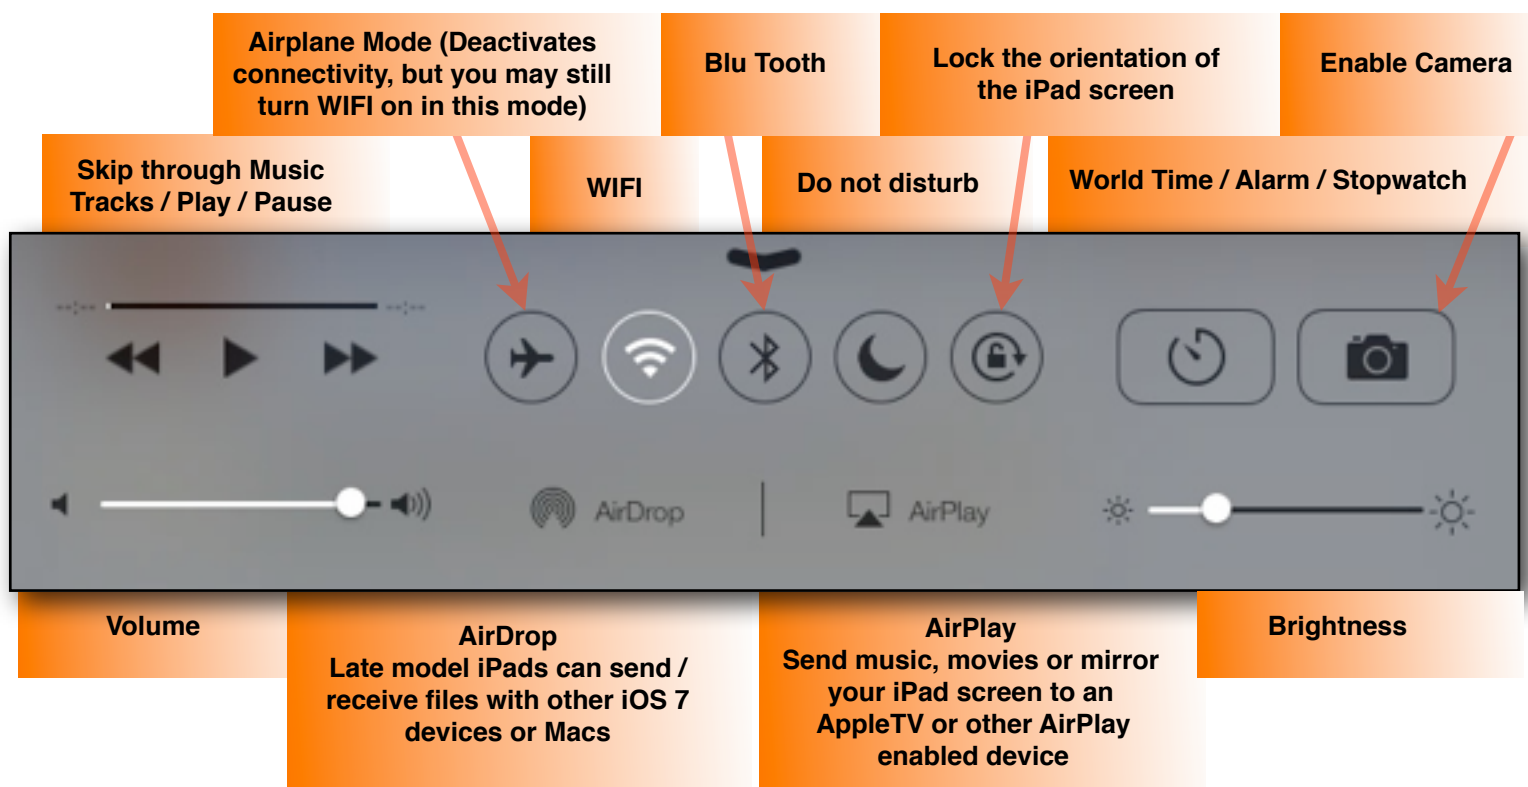 Airplane Mode (Deactivates
connectivity, but you may still
turn WIFI on in this mode)
Blu Tooth
Lock the orientation of
the iPad screen
Enable Camera
Skip through Music
Tracks / Play / Pause
WIFI
Do not disturb
World Time / Alarm / Stopwatch
--:--
--:--
AirDrop
AirPlay
Volume
AirDrop
Late model iPads can send /
receive files with other iOS 7
devices or Macs
AirPlay
Send music, movies or mirror
your iPad screen to an
AppleTV or other AirPlay
enabled device
Brightness